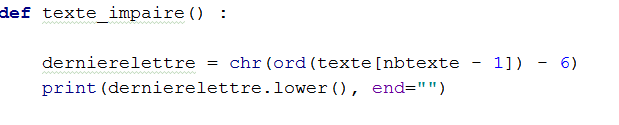 def texte_impaire() :
dernierelettre = chr(ord(texte[nbtexte - 1]) - 6)
print(dernierelettre.lower(), end="")